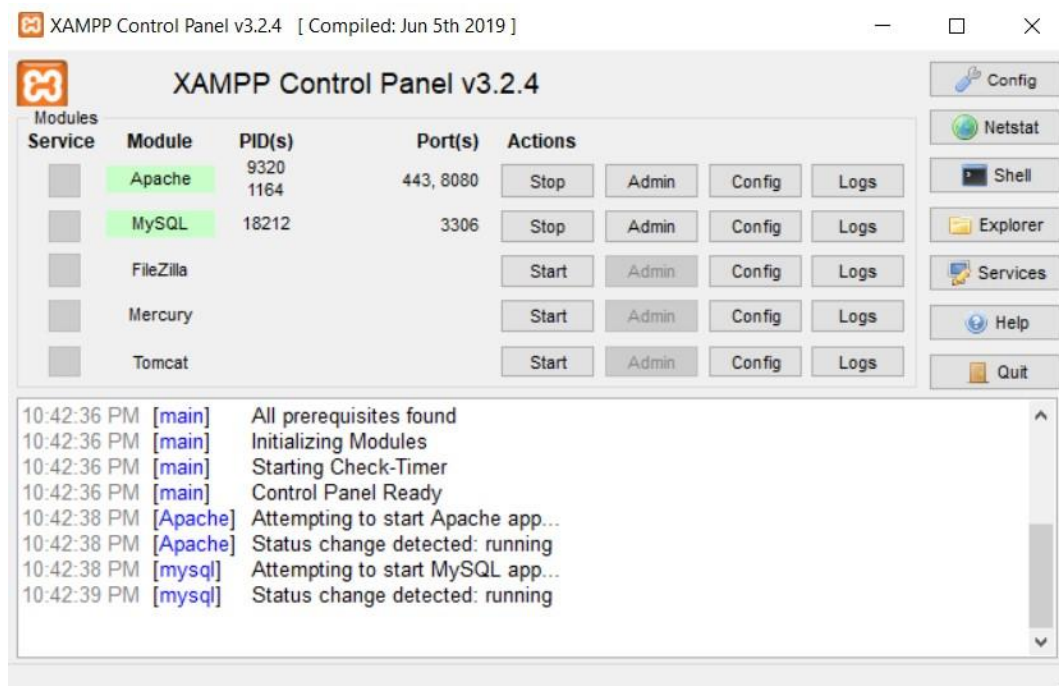 XAMPP Control Panel v3.2.4 [ Compiled: Jun 5th 2019 ]
XAMPP Control Panel v3.2.4
Config
Modules
Service Module PID(s) Port(s) Actions
Netstat
Apache 9320 1164 443, 8080 Stop Admin Config Logs
Shell
MySQL 18212 3306 Stop Admin Config Logs
Explorer
FileZilla Start Admin Config Logs
Services
Mercury Start Admin Config Logs
Help
Tomcat Start Admin Config Logs
Quit
10:42:36 PM [main] All prerequisites found
10:42:36 PM [main] Initializing Modules
10:42:36 PM [main] Starting Check-Timer
10:42:36 PM [main] Control Panel Ready
10:42:38 PM [Apache] Attempting to start Apache app...
10:42:38 PM [Apache] Status change detected: running
10:42:38 PM [mysql] Attempting to start MySQL app...
10:42:39 PM [mysql] Status change detected: running